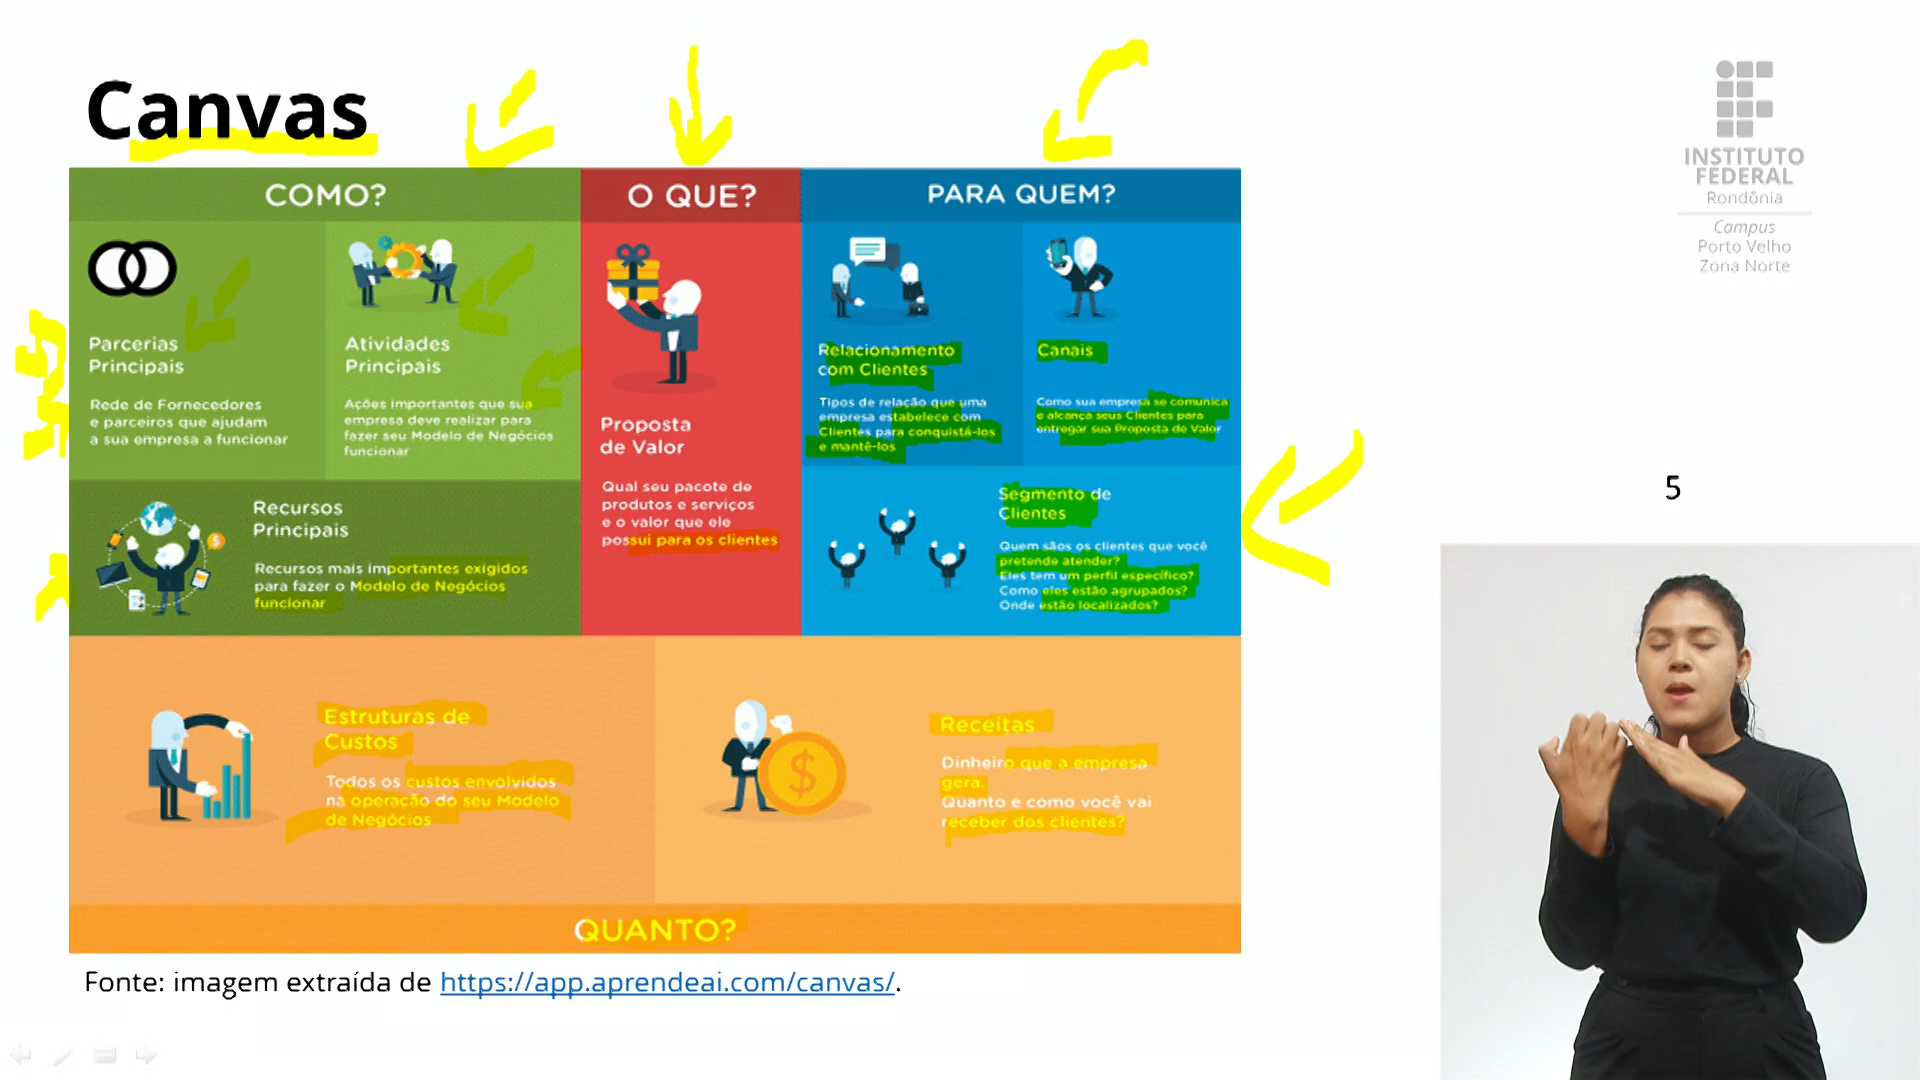 Canvas
INSTITUTO
FEDERAL
Rondônia
Campus
Porto Velho
Zona Norte
COMO?
O QUE?
PARA QUEM?
Parcerias
Principais
Rede de Fornecedores
e parceiros que ajudam
a sua empresa a funcionar
Atividades
Principais
Ações importantes que sua
empresa deve realizar para
fazer seu Modelo de Negócios
funcionar
Recursos
Principais
Recursos mais importantes exigidos
para fazer o Modelo de Negócios
funcionar
Proposta
de Valor
Qual seu pacote de
produtos e serviços
e o valor que ele
possui para os clientes
Relacionamento
com Clientes
Tipos de relação que uma
empresa estabelece com
Clientes para conquistá-los
e mantê-los
Canais
Como sua empresa se comunica
e alcança seus Clientes para
entregar sua Proposta de Valor
Segmento de
Clientes
Quem sãos os clientes que você
pretende atender?
Eles tem um perfil específico?
Como eles estão agrupados?
Onde estão localizados?
5
Estruturas de
Custos
Todos os custos envolvidos
na operação do seu Modelo
de Negócios
Receitas
Dinheiro que a empresa
gera.
Quanto e como você vai
receber dos clientes?
QUANTO?
Fonte: imagem extraída de https://app.aprendeai.com/canvas/.